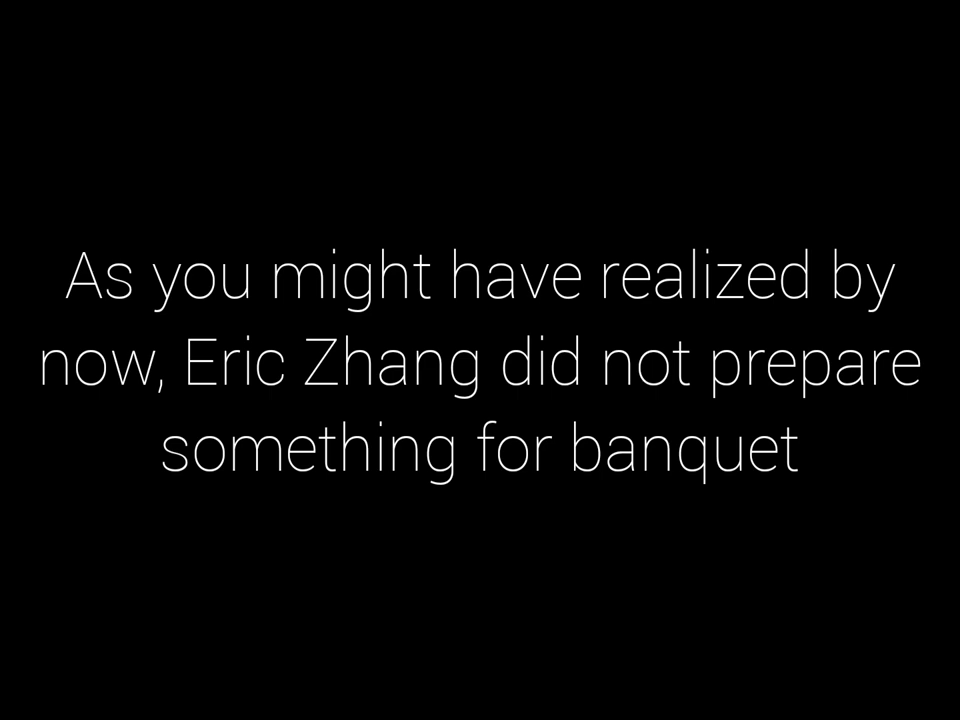 As you might have realized by
now, Eric Zhang did not prepare
something for banquet